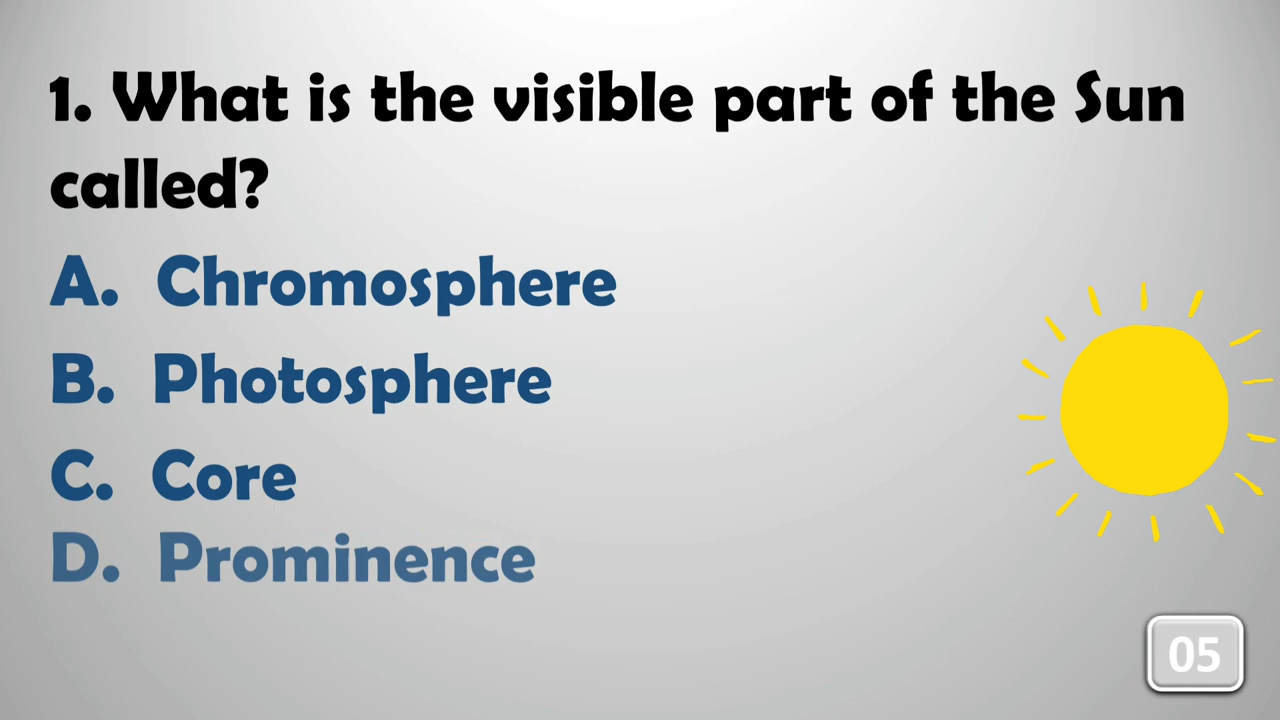 1. What is the visible part of the Sun
called?
A. Chromosphere
B. Photosphere
C. Core
D. Prominence
05